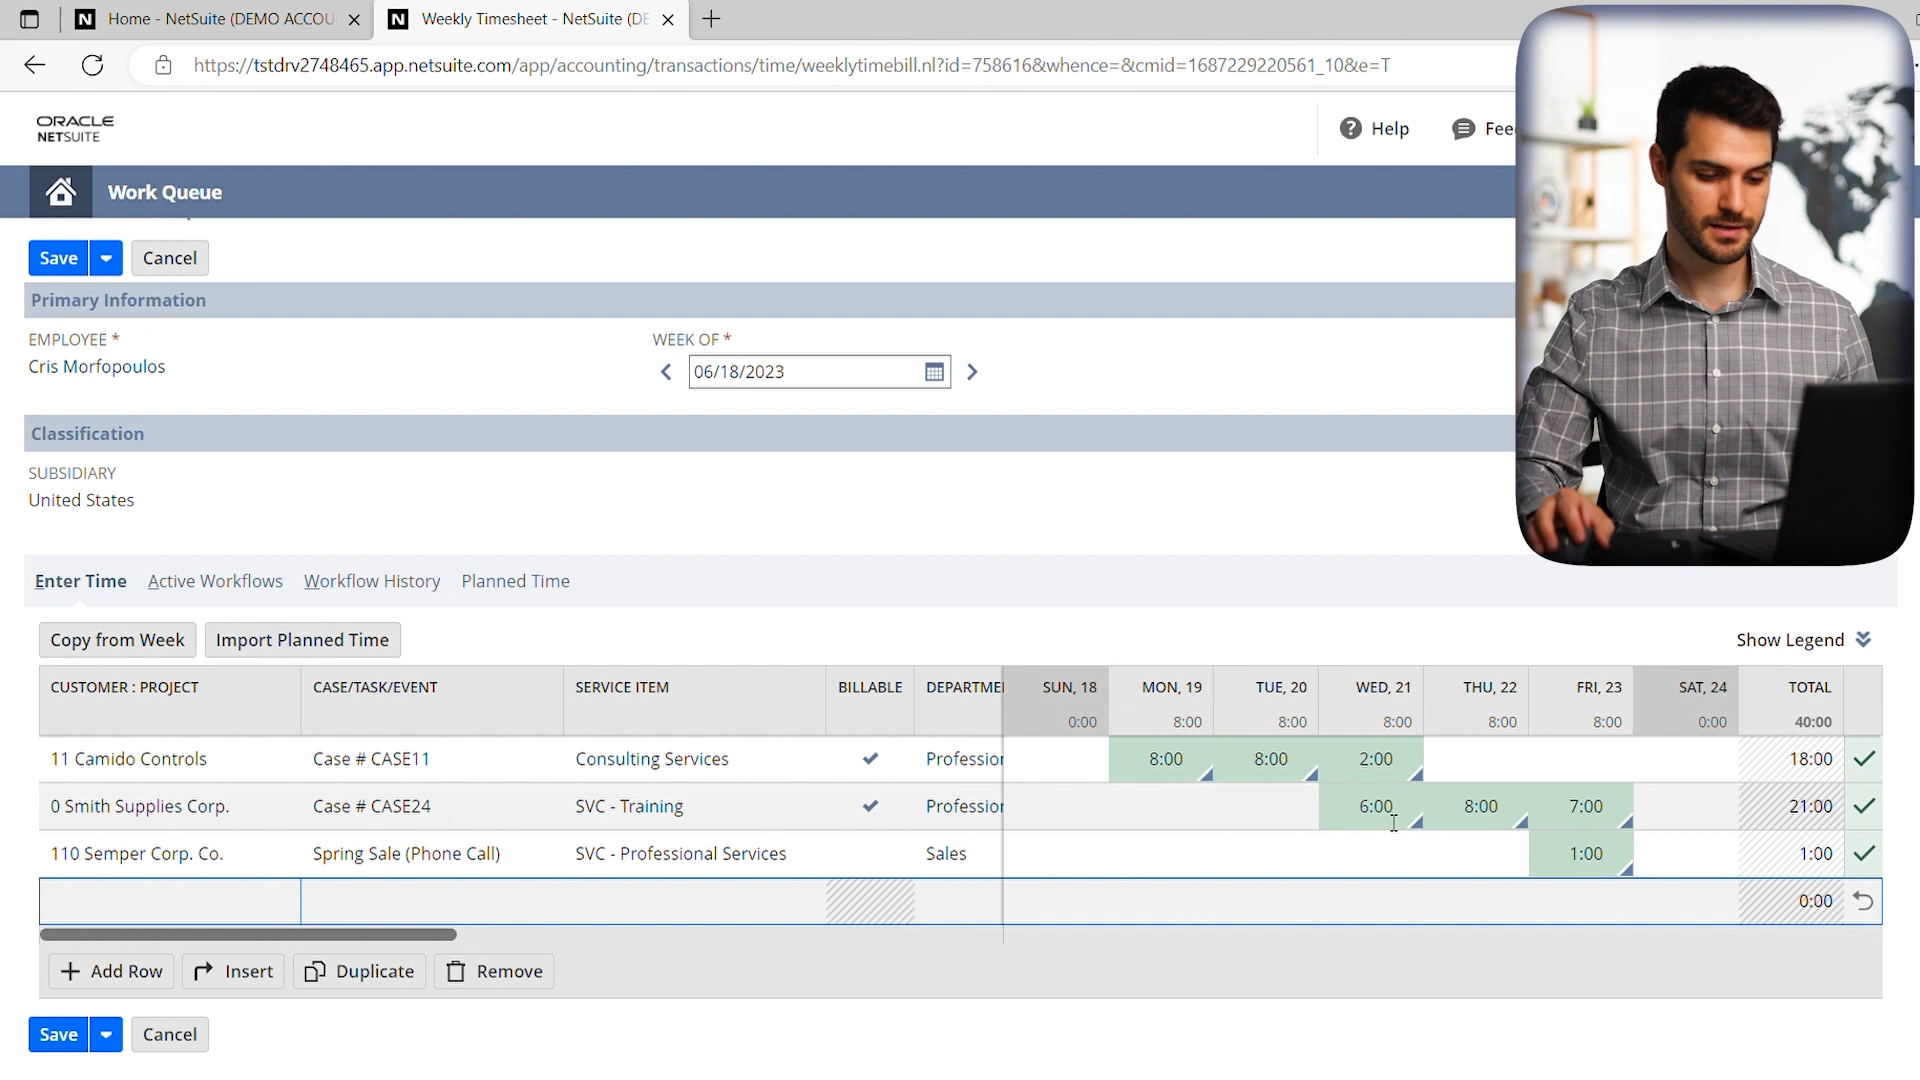 Home - NetSuite (DEMO ACCOU
Weekly Timesheet - NetSuite (DE
https://tstdrv2748465.app.netsuite.com/app/accounting/transactions/time/weeklytimebill.nl?id=758616&whence=&cmid=1687229220561_10&e=T
ORACLE
NETSUITE
Help
Fee
Work Queue
Save
Cancel
Primary Information
EMPLOYEE *
Cris Morfopoulos
WEEK OF *
06/18/2023
Classification
SUBSIDIARY
United States
Enter Time Active Workflows Workflow History Planned Time
Copy from Week Import Planned Time Show Legend
CUSTOMER : PROJECT CASE/TASK/EVENT SERVICE ITEM BILLABLE DEPARTME SUN, 18 MON, 19 TUE, 20 WED, 21 THU, 22 FRI, 23 SAT, 24 TOTAL
0:00 8:00 8:00 8:00 8:00 8:00 0:00 40:00
11 Camido Controls Case # CASE11 Consulting Services Profession 8:00 8:00 2:00 18:00
0 Smith Supplies Corp. Case # CASE24 SVC - Training Profession 6:00 8:00 7:00 21:00
110 Semper Corp. Co. Spring Sale (Phone Call) SVC - Professional Services Sales 1:00 1:00
0:00
Add Row Insert Duplicate Remove
Save Cancel